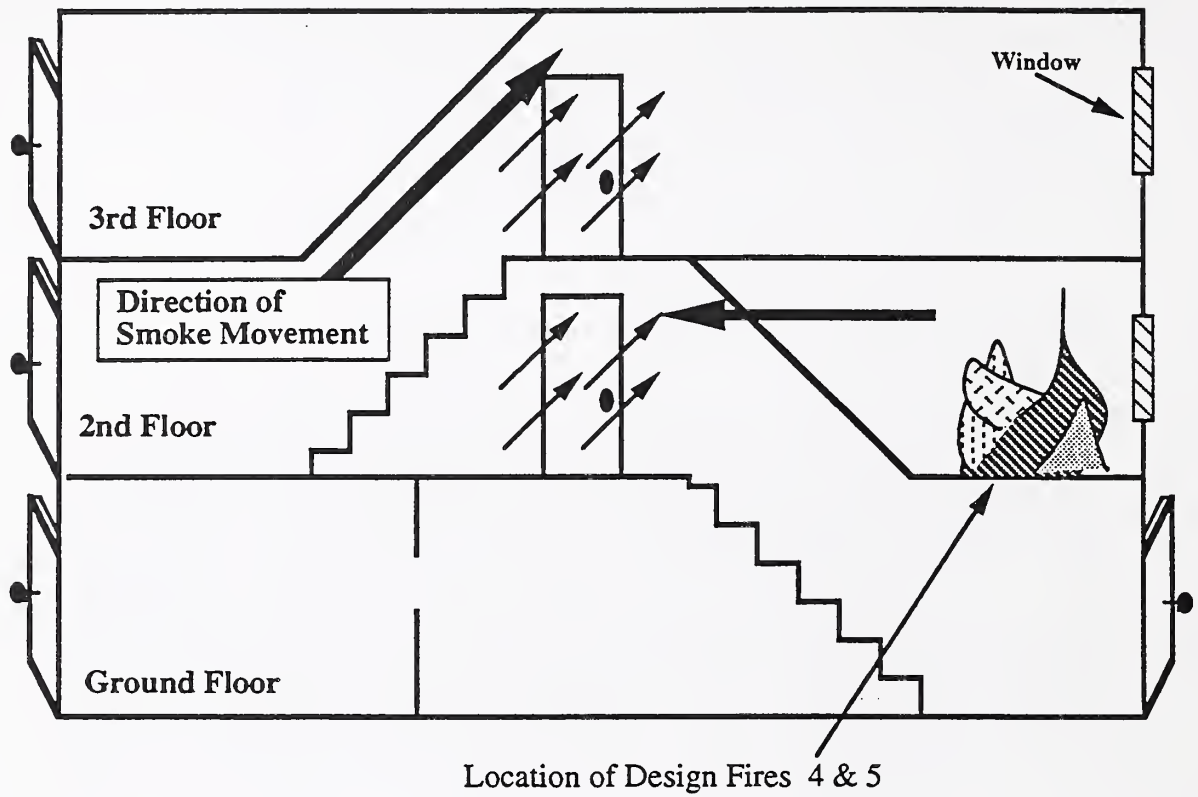 Window
3rd Floor
Direction of
Smoke Movement
2nd Floor
Ground Floor
Location of Design Fires 4 & 5